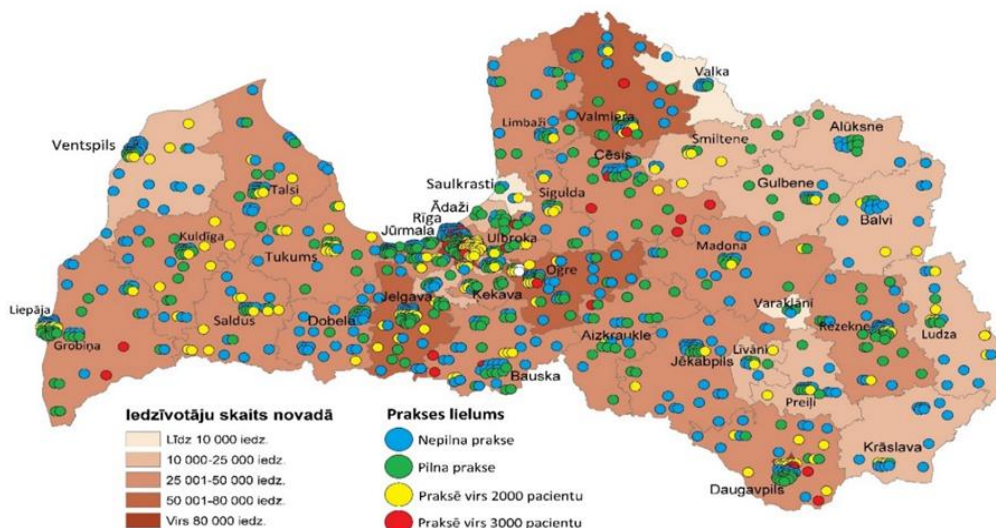 Valka
Limbaži
Valmiera
Smiltene
Alūksne
Ventspils
Cēsis
Talsi
Saulkrasti
Sigulda
Gulbene
Ādaži
Balvi
Rīga
Jūrmala
Ulbroka
Kuldīga
Tukums
Madona
Ogre
Jelgava
Ķekava
Varakļāni
Liepāja
Saldus
Dobele
Rēzekne
Ludza
Grobiņa
Aizkraukle
Jēkabpils
Līvāni
Bauska
Preiļi
Krāslava
Daugavpils
Iedzīvotāju skaits novadā
Līdz 10 000 iedz.
10 000-25 000 iedz.
25 001-50 000 iedz.
50 001-80 000 iedz.
Virs 80 000 iedz.
Prakses lielums
Nepilna prakse
Pilna prakse
Praksē virs 2000 pacientu
Praksē virs 3000 pacientu